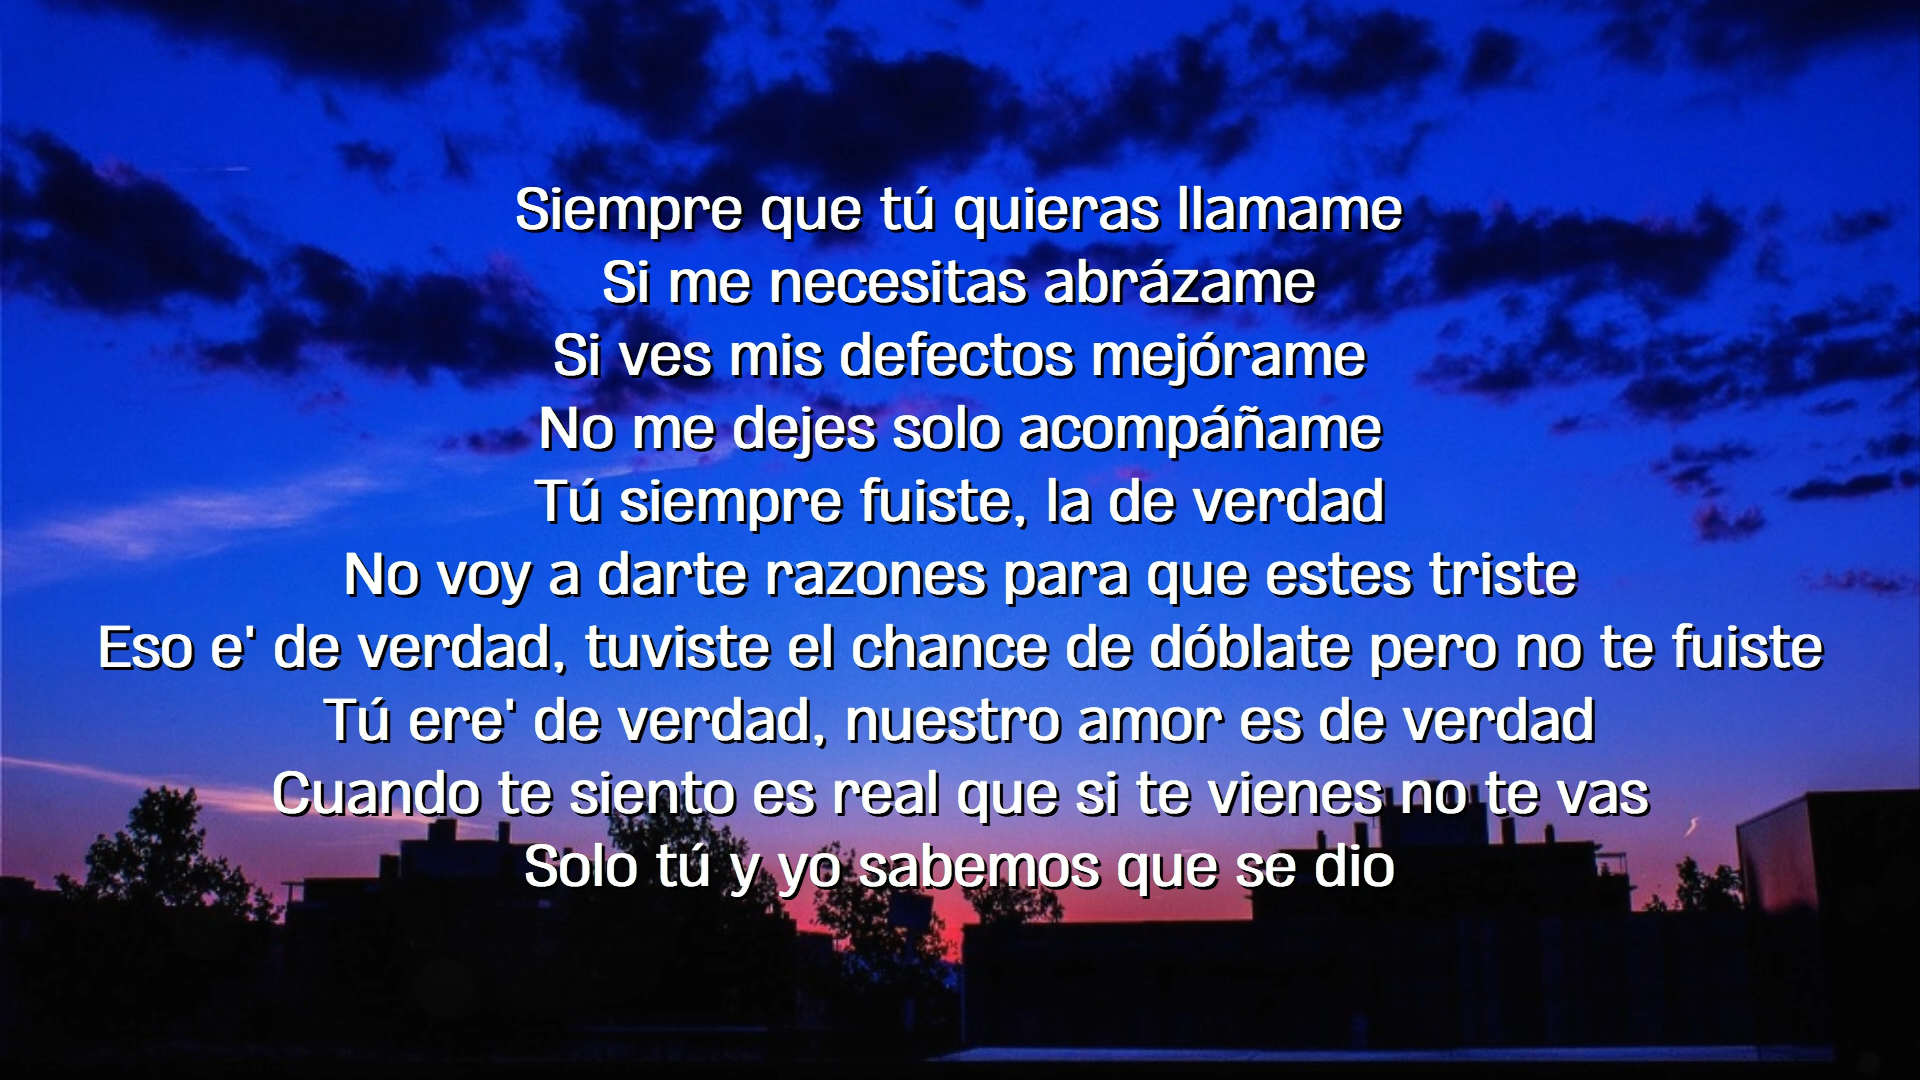 Siempre que tú quieras llamame
Si me necesitas abrázame
Si ves mis defectos mejórame
No me dejes solo acompáñame
Tú siempre fuiste, la de verdad
No voy a darte razones para que estes triste
Eso e' de verdad, tuviste el chance de dóblate pero no te fuiste
Tú ere' de verdad, nuestro amor es de verdad
Cuando te siento es real que si te vienes no te vas
Solo tú y yo sabemos que se dio